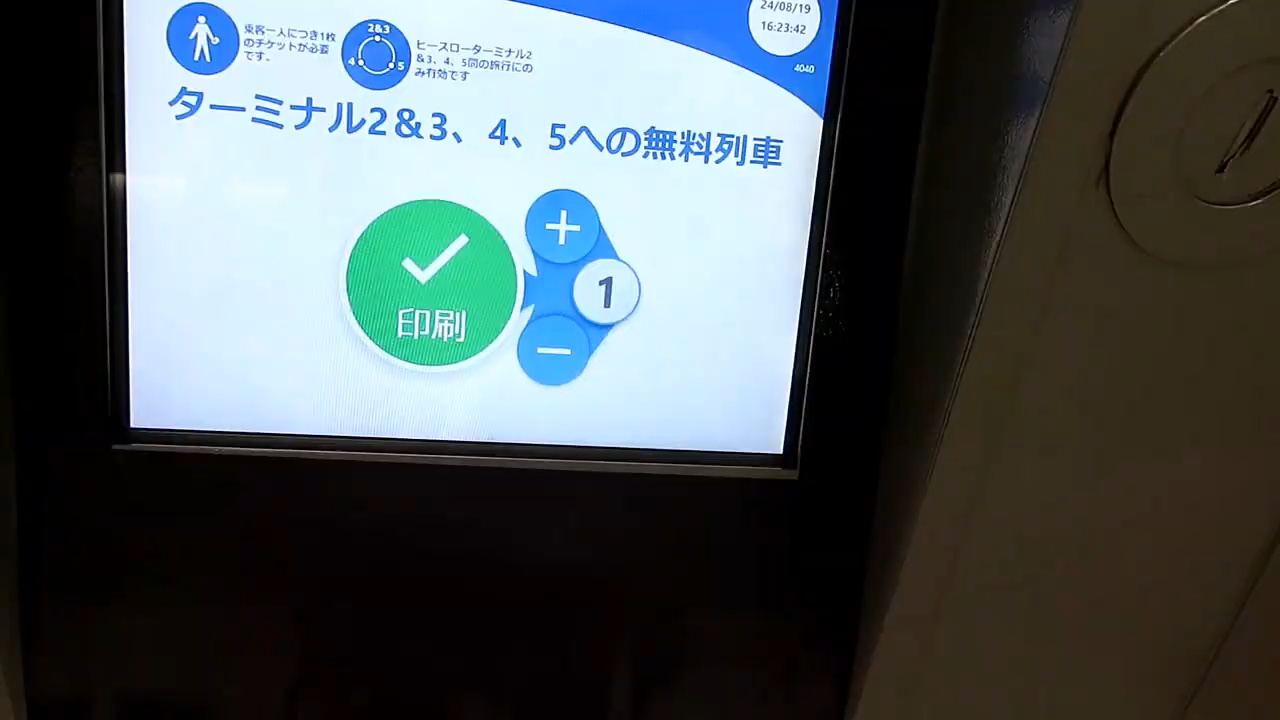 乗客一人につき1枚
のチケットが必要
です。
2&3
4
5
ヒースローターミナル2
&3、4、5間の旅行にの
み有効です
24/08/19
16:23:42
4040
ターミナル2&3、4、5への無料列車
印刷
+
1
−